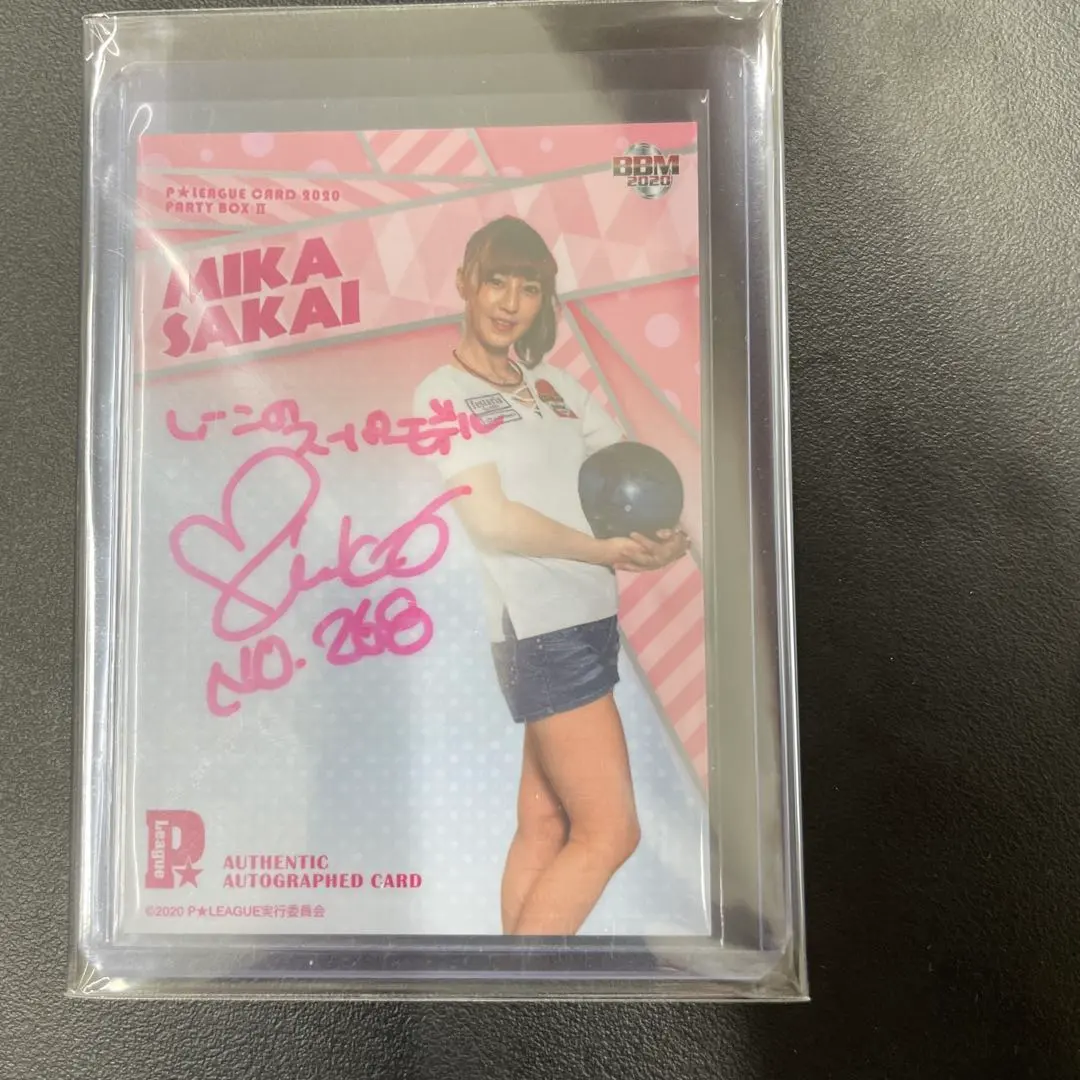 P★LEAGUE CARD 2020
PARTY BOX II
BBM
2020
MIKA
SAKAI
NO. 268
P League
AUTHENTIC
AUTOGRAPHED CARD
©2020 P★LEAGUE実行委員会